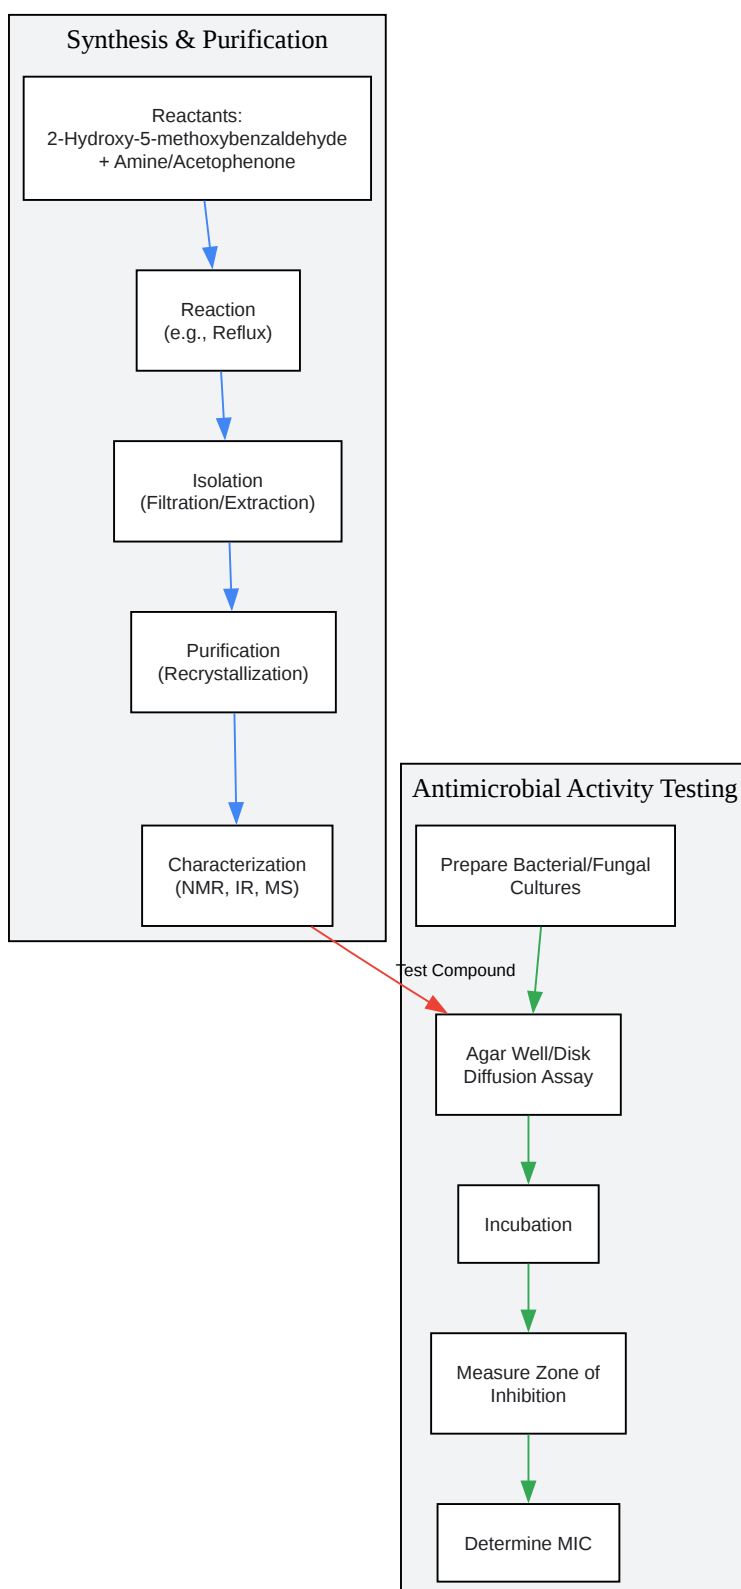 Synthesis & Purification
Reactants:
2-Hydroxy-5-methoxybenzaldehyde
+ Amine/Acetophenone
Reaction
(e.g., Reflux)
Isolation
(Filtration/Extraction)
Purification
(Recrystallization)
Characterization
(NMR, IR, MS)
Antimicrobial Activity Testing
Prepare Bacterial/Fungal
Cultures
Test Compound
Agar Well/Disk
Diffusion Assay
Incubation
Measure Zone of
Inhibition
Determine MIC